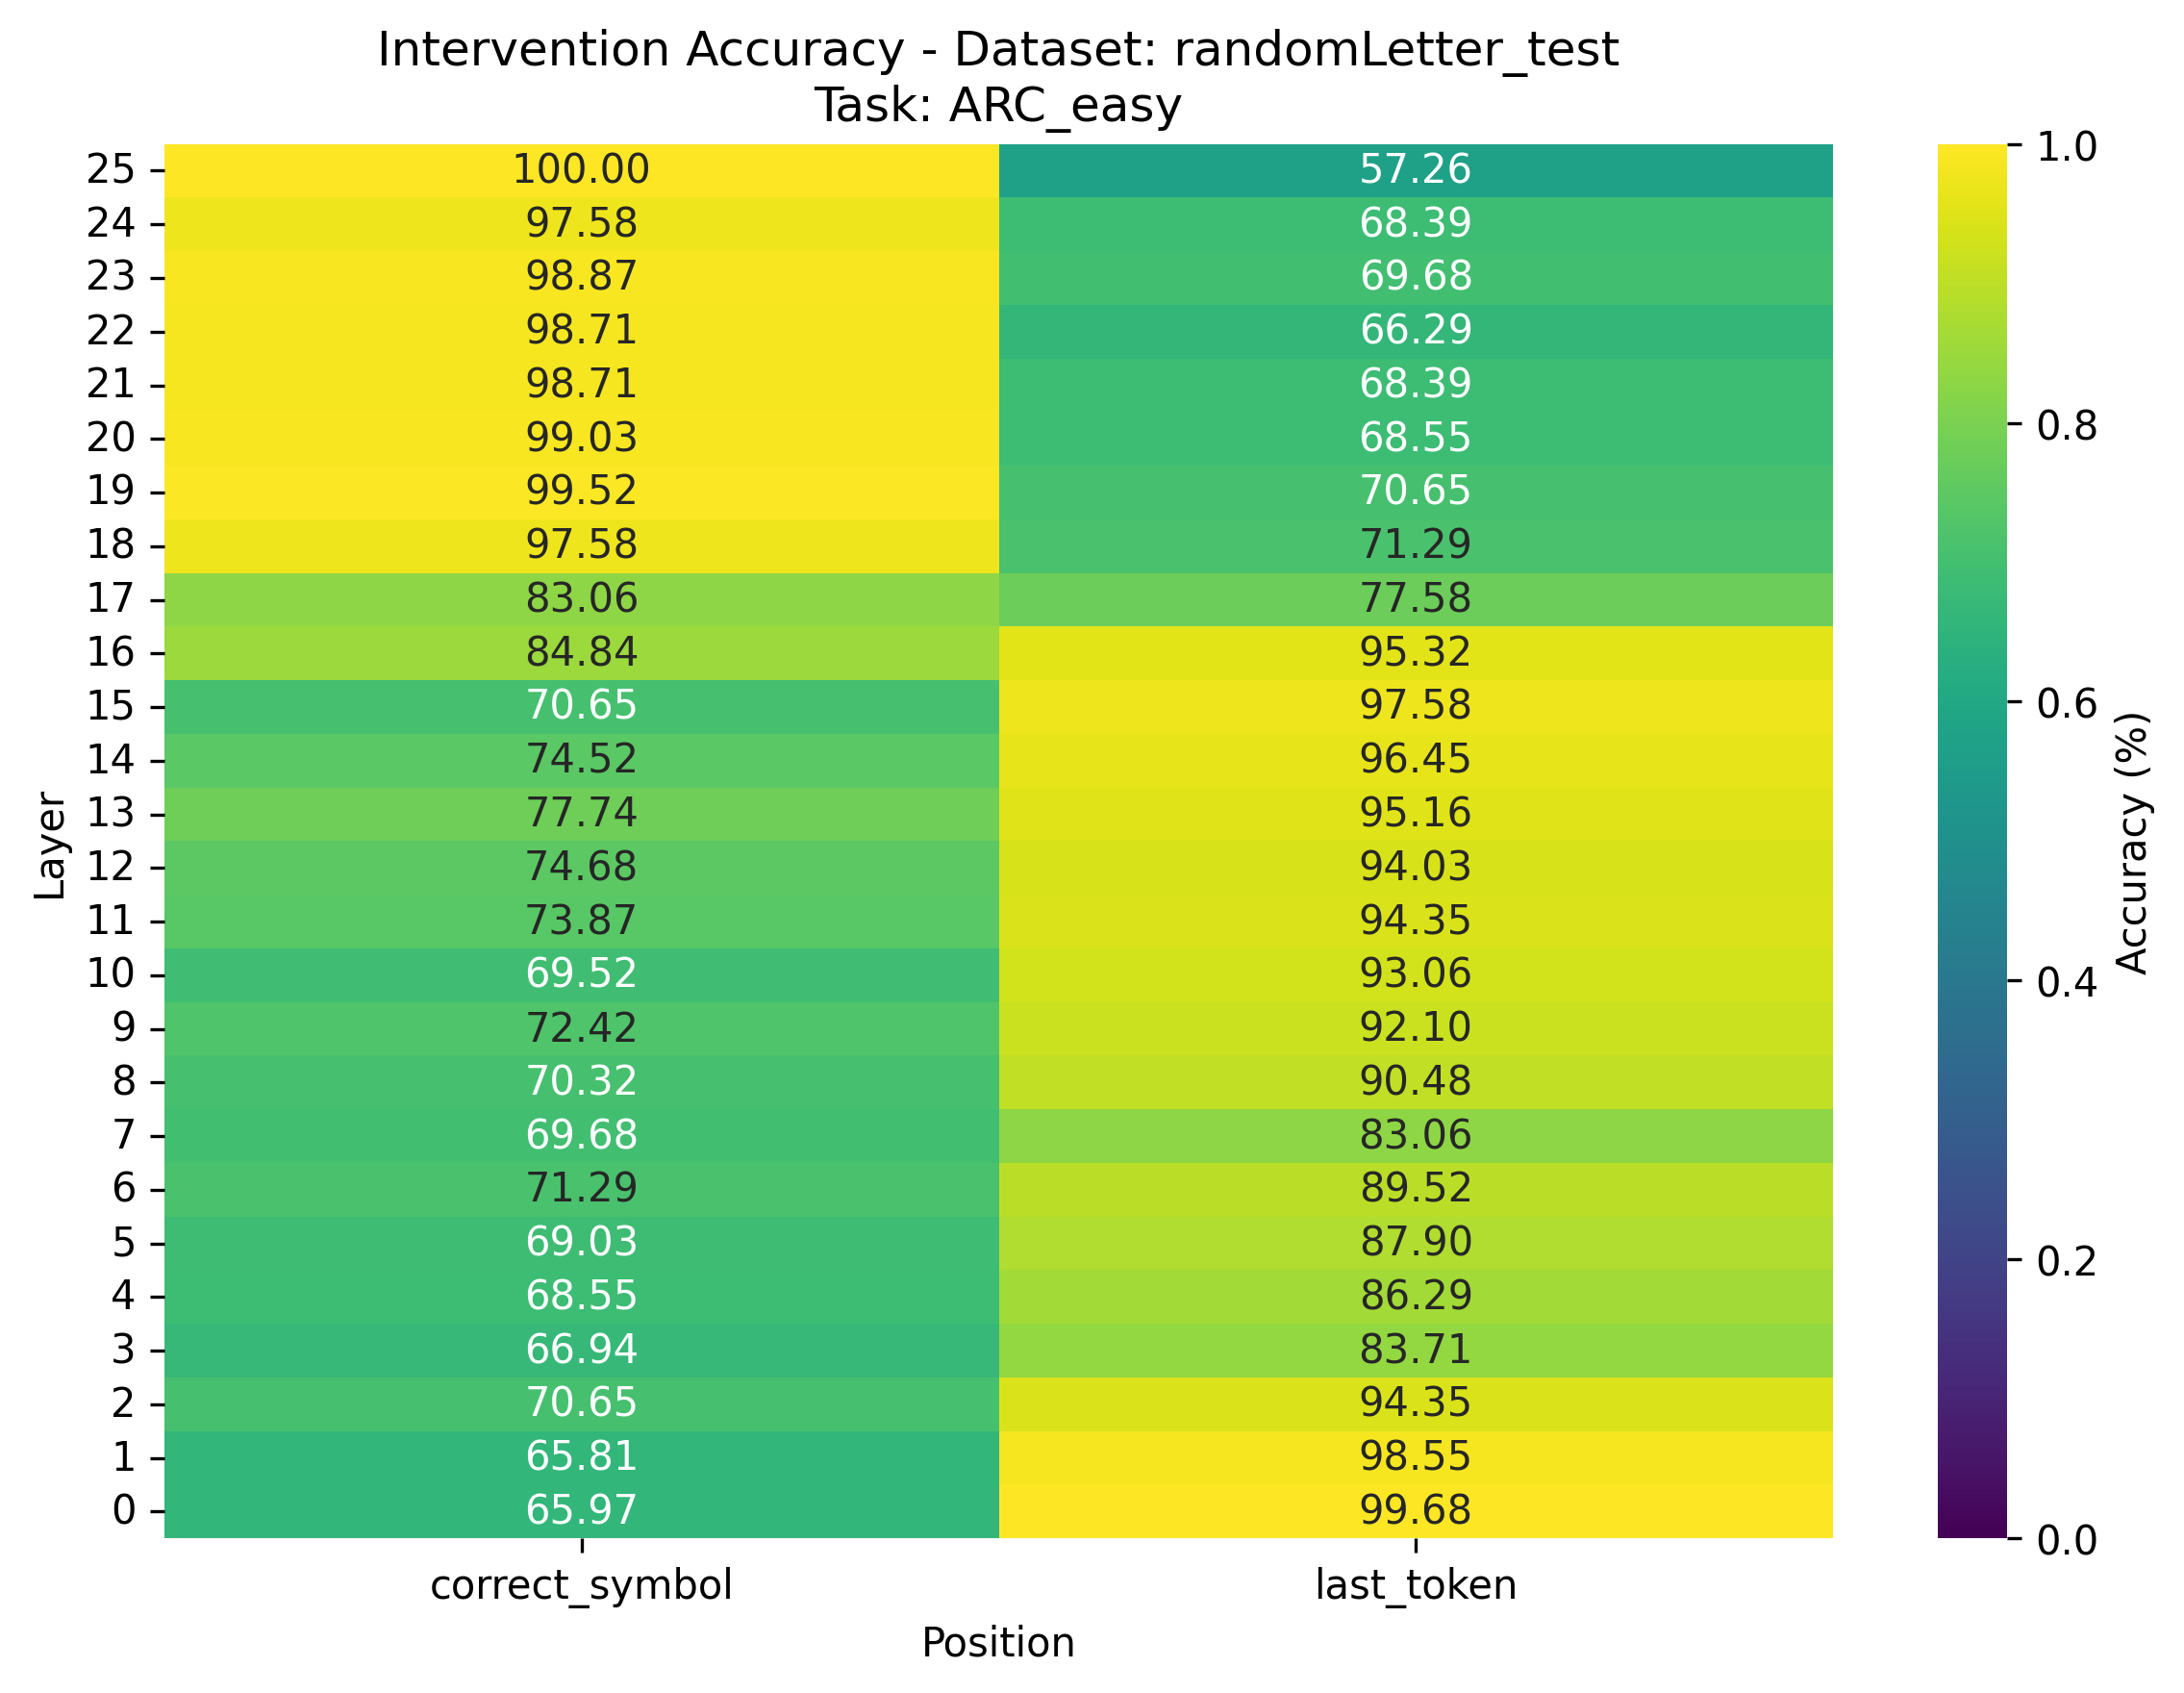 Intervention Accuracy - Dataset: randomLetter_test
Task: ARC_easy
25 100.00 57.26
24 97.58 68.39
23 98.87 69.68
22 98.71 66.29
21 98.71 68.39
20 99.03 68.55
19 99.52 70.65
18 97.58 71.29
17 83.06 77.58
16 84.84 95.32
15 70.65 97.58
14 74.52 96.45
13 77.74 95.16
12 74.68 94.03
11 73.87 94.35
10 69.52 93.06
9 72.42 92.10
8 70.32 90.48
7 69.68 83.06
6 71.29 89.52
5 69.03 87.90
4 68.55 86.29
3 66.94 83.71
2 70.65 94.35
1 65.81 98.55
0 65.97 99.68
correct_symbol last_token
Position
Layer
1.0
0.8
0.6
0.4
0.2
0.0
Accuracy (%)